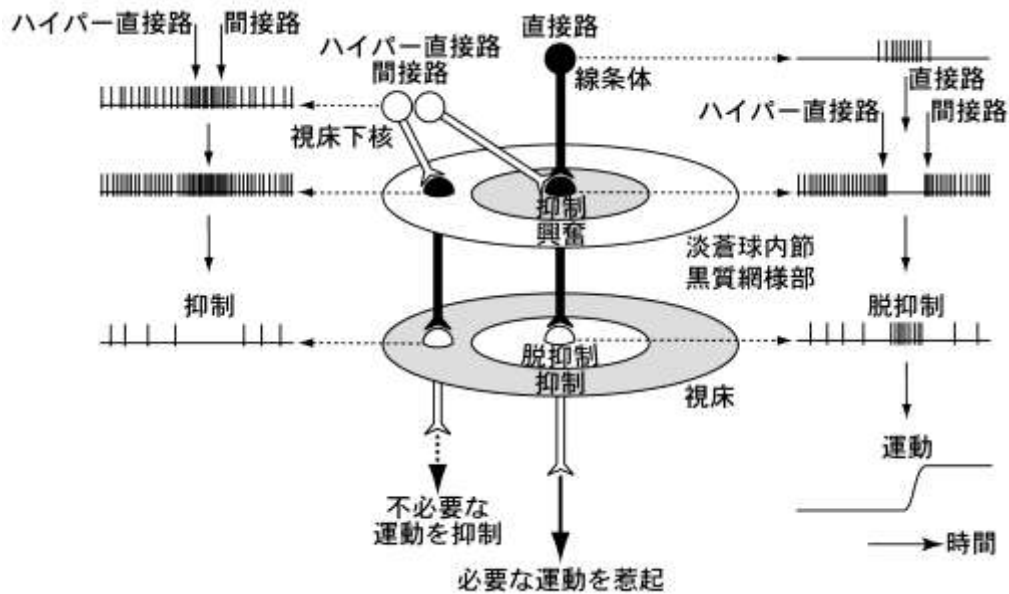 ハイパー直接路 間接路
ハイパー直接路
間接路
視床下核
直接路
線条体
直接路
ハイパー直接路 間接路
抑制
興奮
淡蒼球内節
黒質網様部
抑制
脱抑制
脱抑制
抑制
視床
不必要な
運動を抑制
必要な運動を惹起
運動
時間